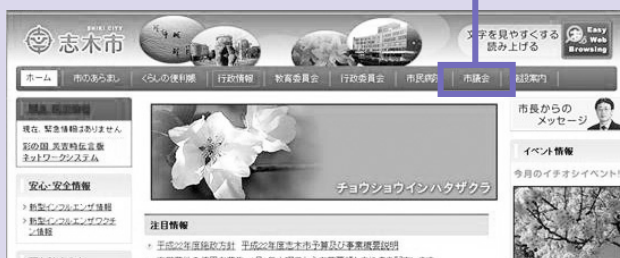 SHIKI CITY
志木市
文字を見やすくする
読み上げる
Easy
Web
Browsing
ホーム 市のあらまし くらしの便利帳 行政情報 教育委員会 行政委員会 市民病院 市議会 施設案内
現在、緊急情報はありません
彩の国
ネットワークシステム
安心・安全情報
新型インフルエンザ情報
新型インフルエンザワクチン情報
チョウショウインハタザクラ
注目情報
平成22年度施政方針 平成22年度志木市予算及び事業概要説明
市長からの
メッセージ
イベント情報
今月のイチオシイベント!